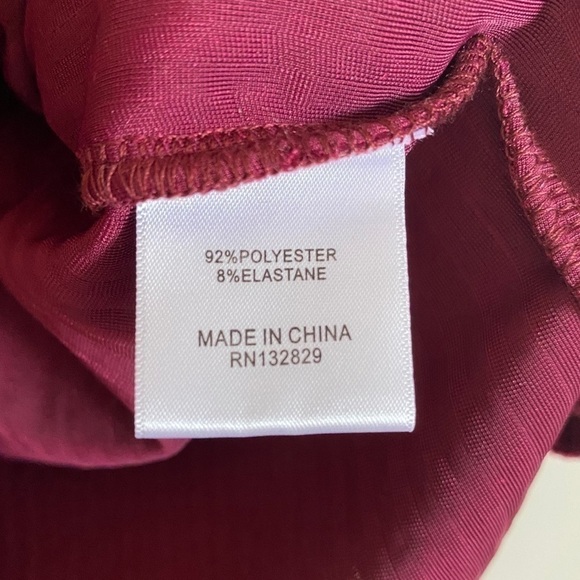 92%POLYESTER
8%ELASTANE
MADE IN CHINA
RN132829